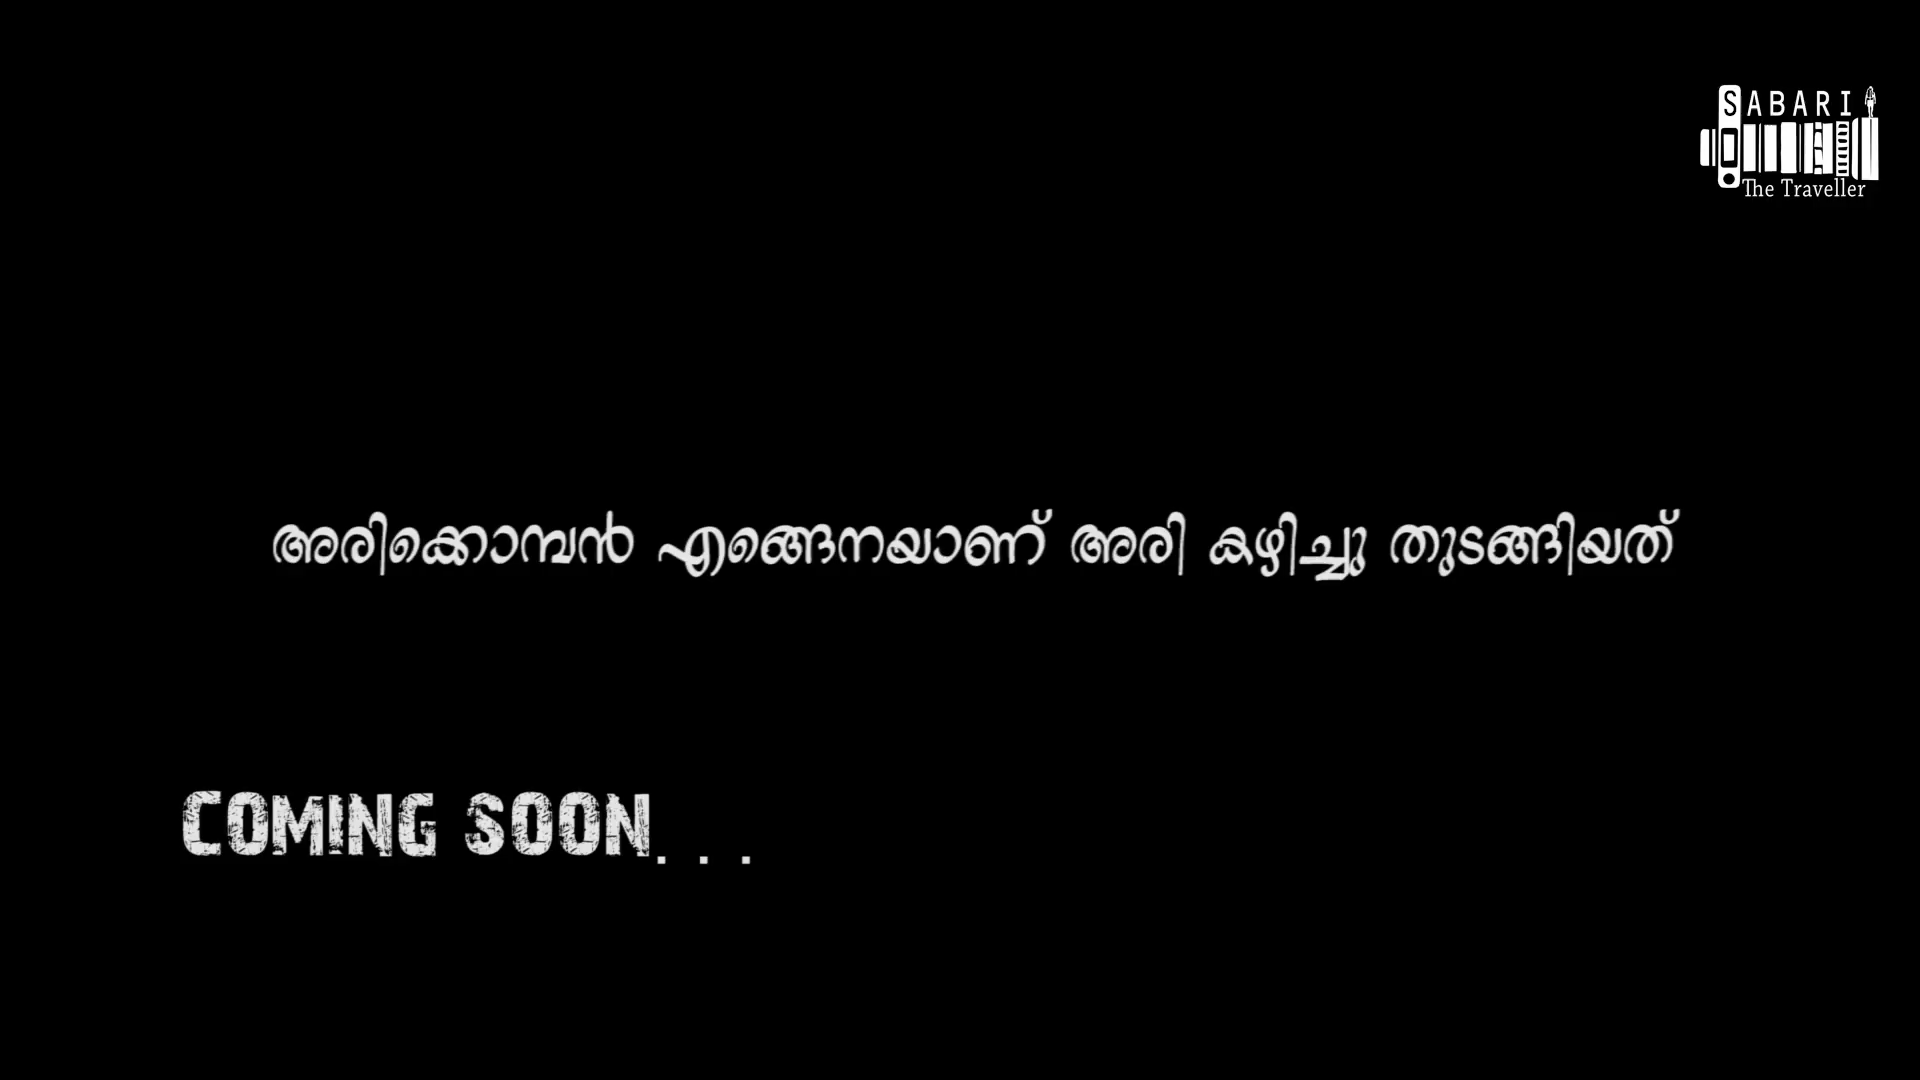 SABARI
The Traveller
അരിക്കൊമ്പൻ എങ്ങെനയാണ് അരി കഴിച്ചു തുടങ്ങിയത്
COMING SOON. . .